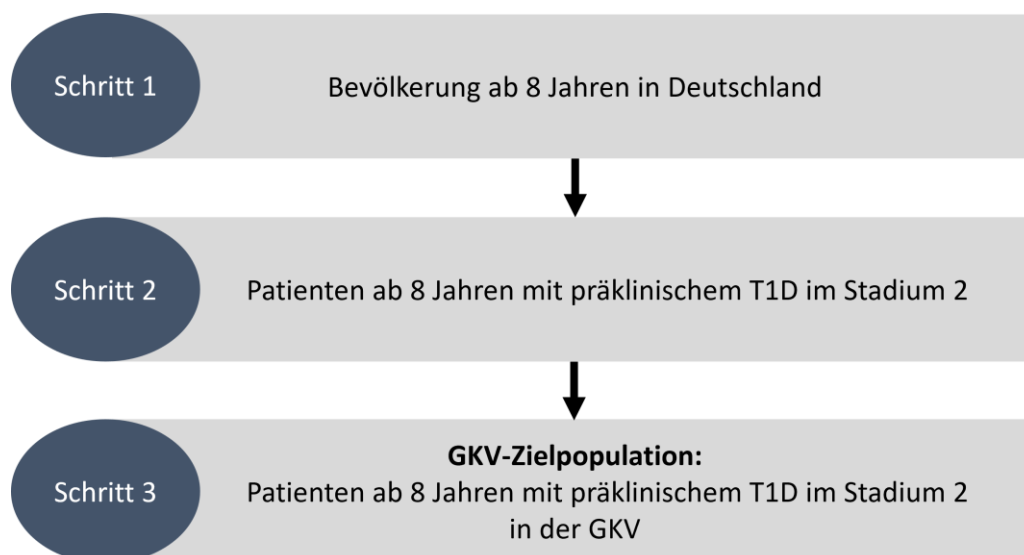 Schritt 1
Bevölkerung ab 8 Jahren in Deutschland
Schritt 2
Patienten ab 8 Jahren mit präklinischem T1D im Stadium 2
Schritt 3
GKV-Zielpopulation:
Patienten ab 8 Jahren mit präklinischem T1D im Stadium 2
in der GKV